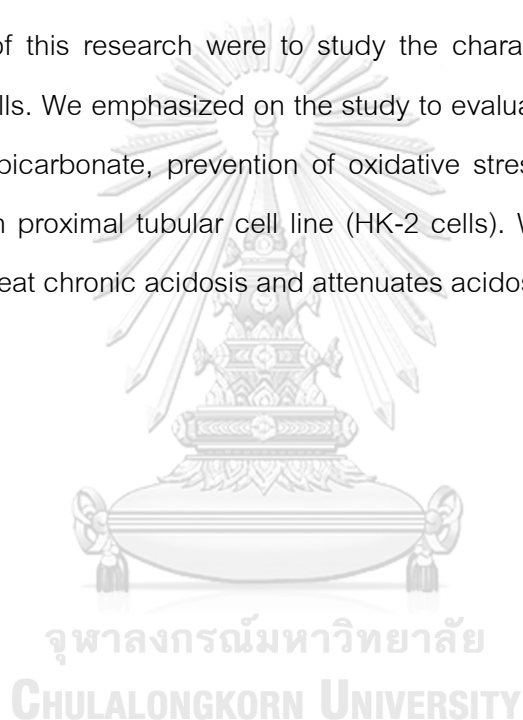 of this research were to study the chara
lls. We emphasized on the study to evalua
bicarbonate, prevention of oxidative stres
n proximal tubular cell line (HK-2 cells). W
eat chronic acidosis and attenuates acidos
จุฬาลงกรณ์มหาวิทยาลัย
CHULALONGKORN UNIVERSITY